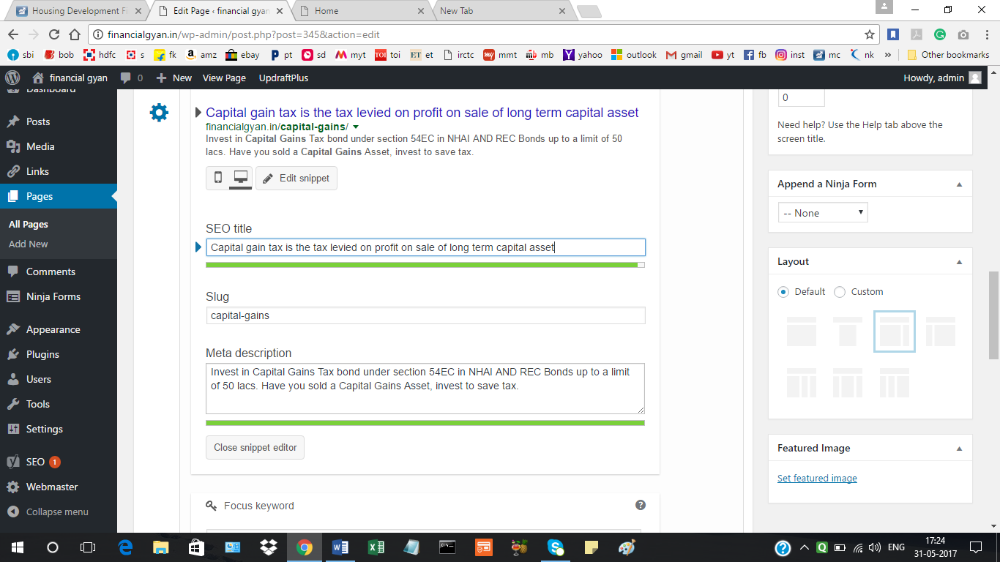 Housing Development Fi
Edit Page ‹ financial gyan
Home
New Tab
financialgyan.in/wp-admin/post.php?post=345&action=edit
sbi bob hdfc s fk amz ebay pt sd myt TOI toi ET et irctc my mmt mb mb yahoo outlook gmail yt fb inst mc nk » Other bookmarks
financial gyan 0 + New View Page UpdraftPlus Howdy, admin
Dashboard
Posts
Media
Links
Pages
All Pages
Add New
Comments
Ninja Forms
Appearance
Plugins
Users
Tools
Settings
SEO 1
Webmaster
Collapse menu
Capital gain tax is the tax levied on profit on sale of long term capital asset
financialgyan.in/capital-gains/
Invest in Capital Gains Tax bond under section 54EC in NHAI AND REC Bonds up to a limit of 50
lacs. Have you sold a Capital Gains Asset, invest to save tax.
Edit snippet
SEO title
Capital gain tax is the tax levied on profit on sale of long term capital asset
Slug
capital-gains
Meta description
Invest in Capital Gains Tax bond under section 54EC in NHAI AND REC Bonds up to a limit
of 50 lacs. Have you sold a Capital Gains Asset, invest to save tax.
Close snippet editor
Focus keyword ?
0
Need help? Use the Help tab above the
screen title.
Append a Ninja Form
-- None
Layout
Default Custom
Featured Image
Set featured image
ENG 17:24
31-05-2017